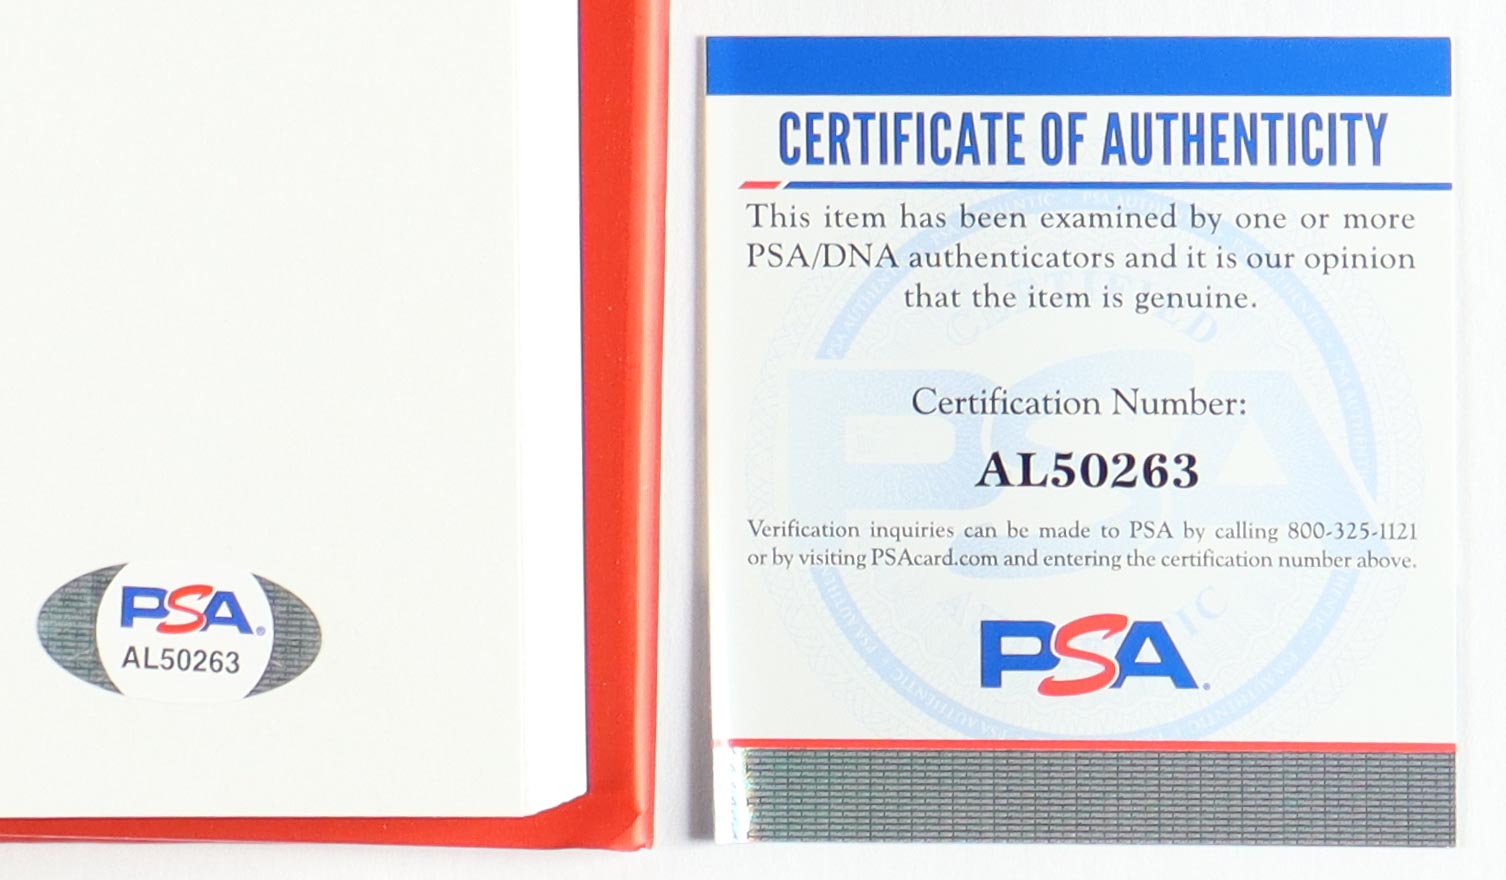 PSA
AL50263
CERTIFICATE OF AUTHENTICITY
This item has been examined by one or more
PSA/DNA authenticators and it is our opinion
that the item is genuine.
Certification Number:
AL50263
Verification inquiries can be made to PSA by calling 800-325-1121
or by visiting PSAcard.com and entering the certification number above.
PSA